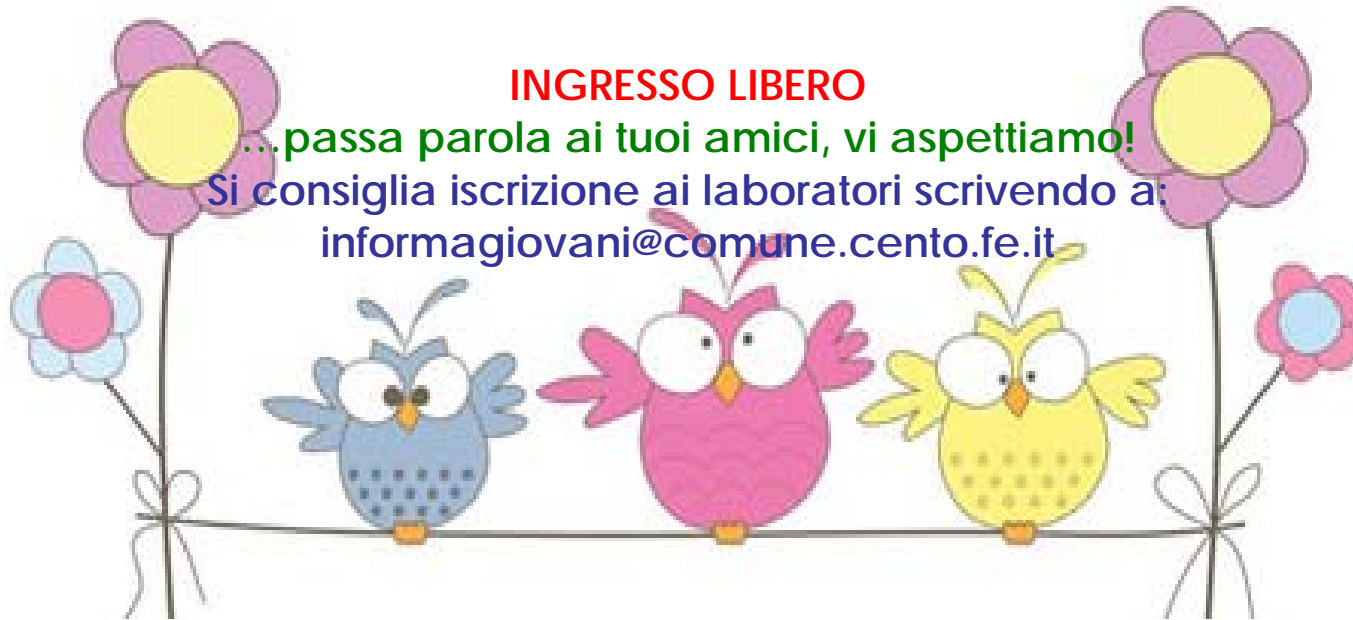 INGRESSO LIBERO
...passa parola ai tuoi amici, vi aspettiamo!
Si consiglia iscrizione ai laboratori scrivendo a:
informagiovani@comune.cento.fe.it